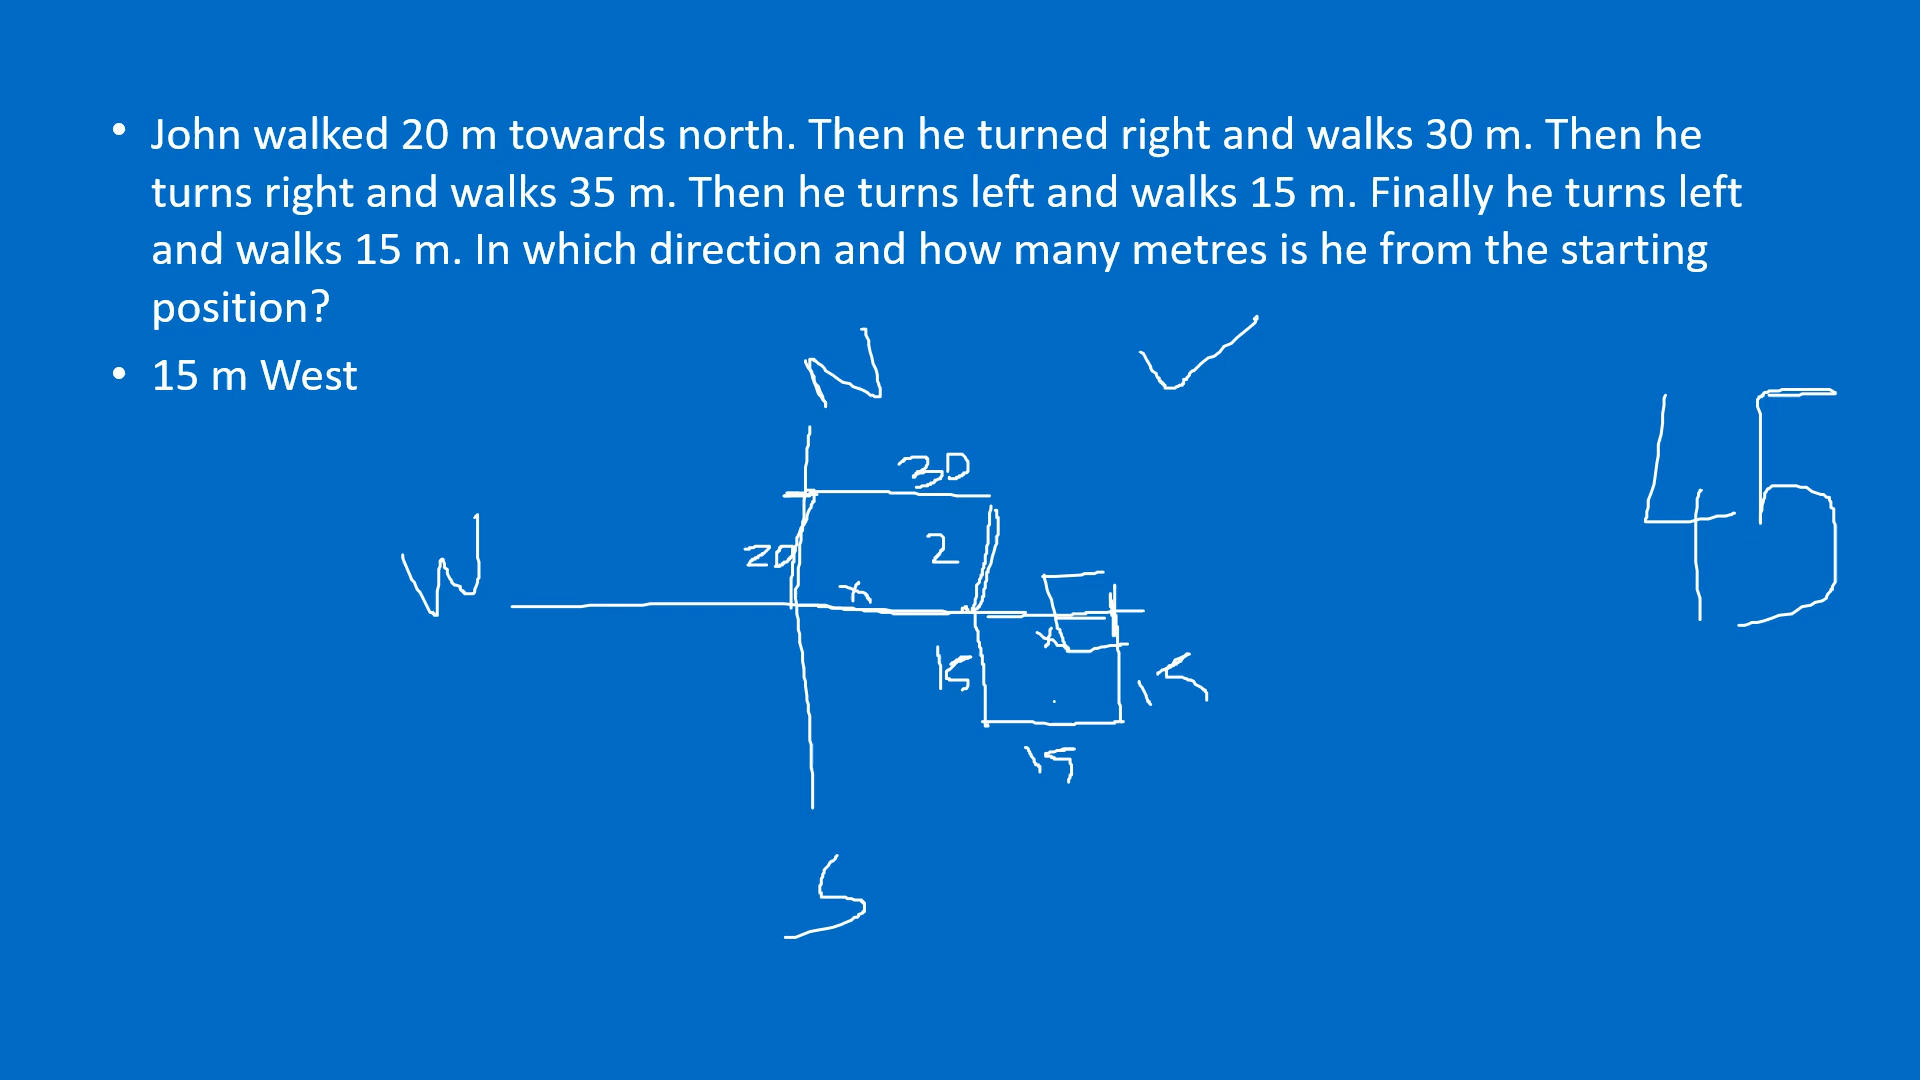 • John walked 20 m towards north. Then he turned right and walks 30 m. Then he
turns right and walks 35 m. Then he turns left and walks 15 m. Finally he turns left
and walks 15 m. In which direction and how many metres is he from the starting
position?
• 15 m West
N
45
30
W
20 2
E
15 15
15
S